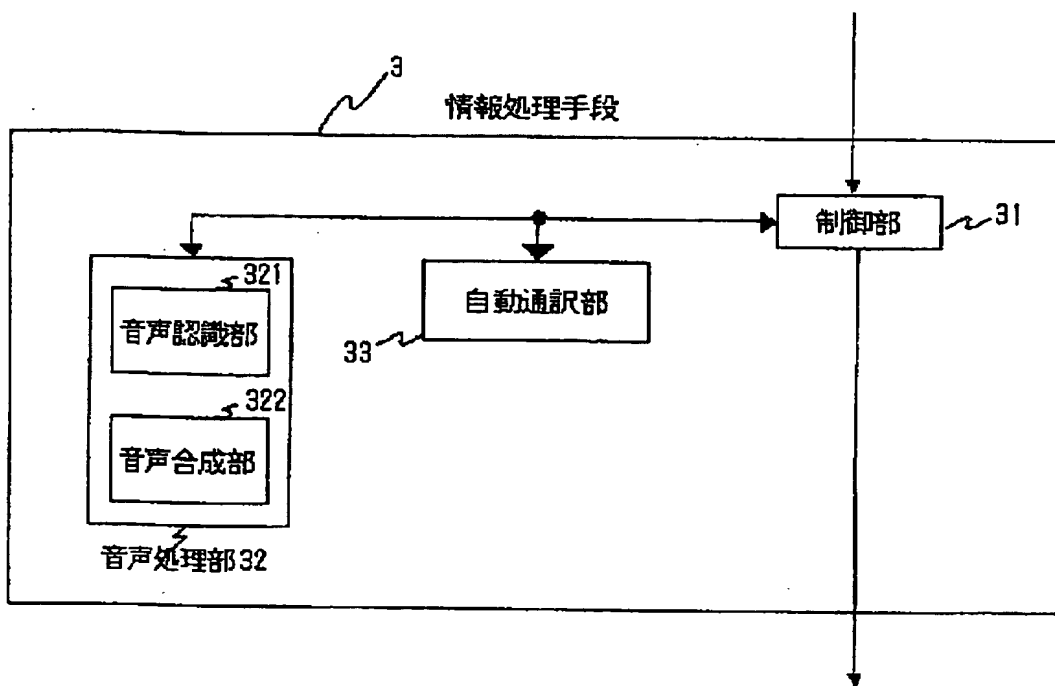 3
情報処理手段
制御部
31
321
音声認識部
自動通訳部
33
322
音声合成部
音声処理部32